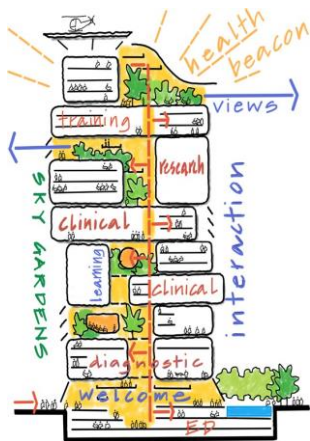 health
beacon
views
training
research
SKY GARDENS
clinical
interaction
learning
clinical
diagnostic
Welcome
ED